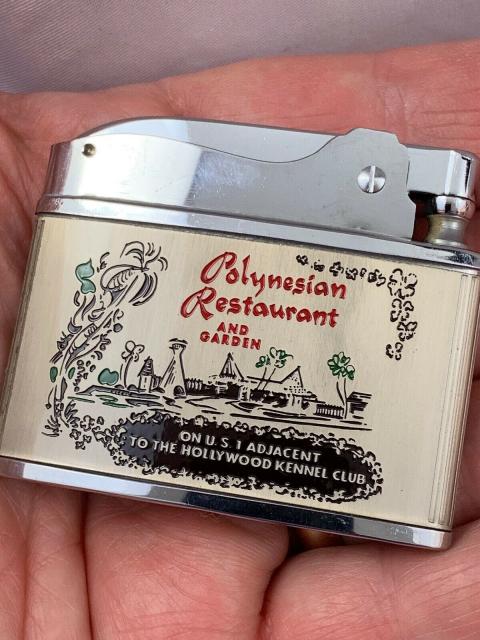 Polynesian
Restaurant
AND
GARDEN
ON U.S. 1 ADJACENT
TO THE HOLLYWOOD KENNEL CLUB